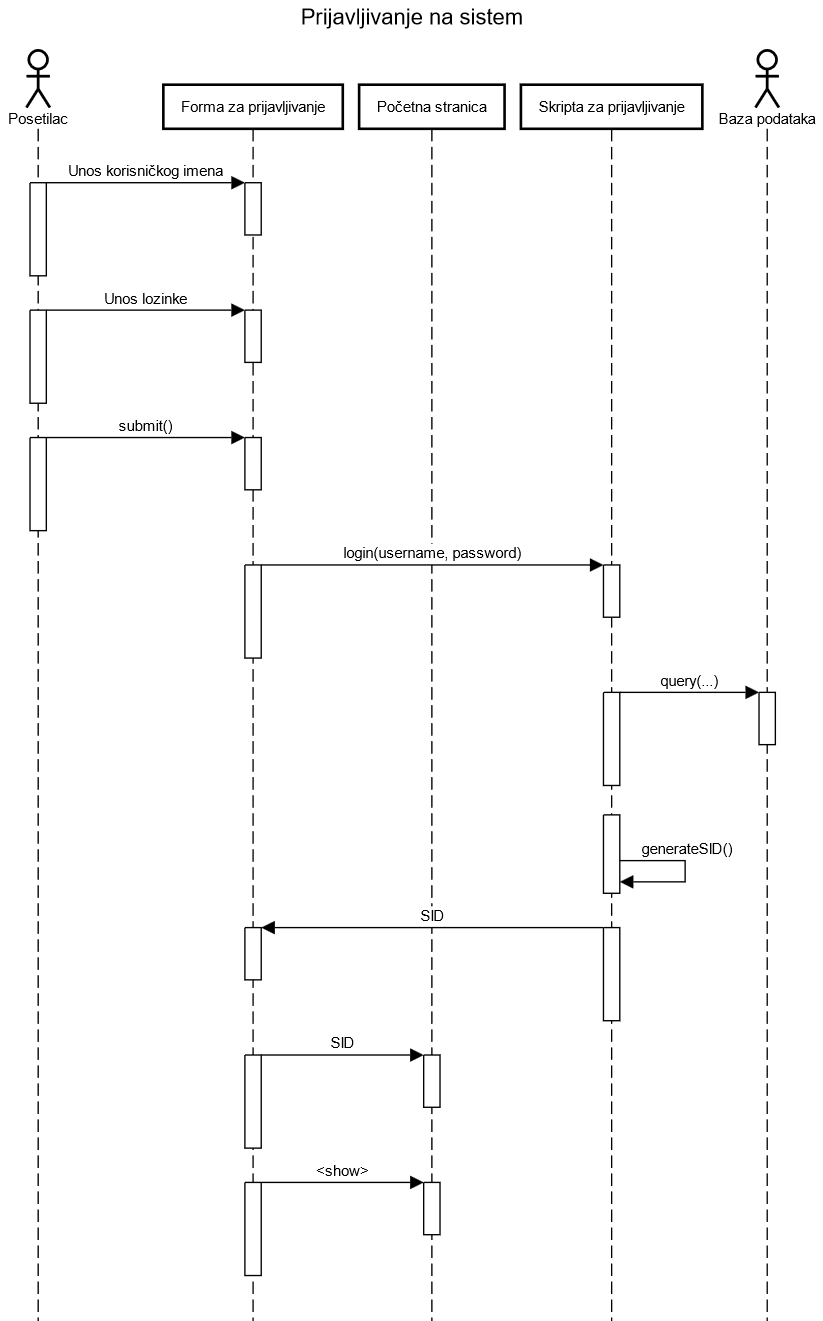 Prijavljivanje na sistem
Posetilac
Forma za prijavljivanje
Početna stranica
Skripta za prijavljivanje
Baza podataka
Unos korisničkog imena
Unos lozinke
submit()
login(username, password)
query(...)
generateSID()
SID
SID
<show>